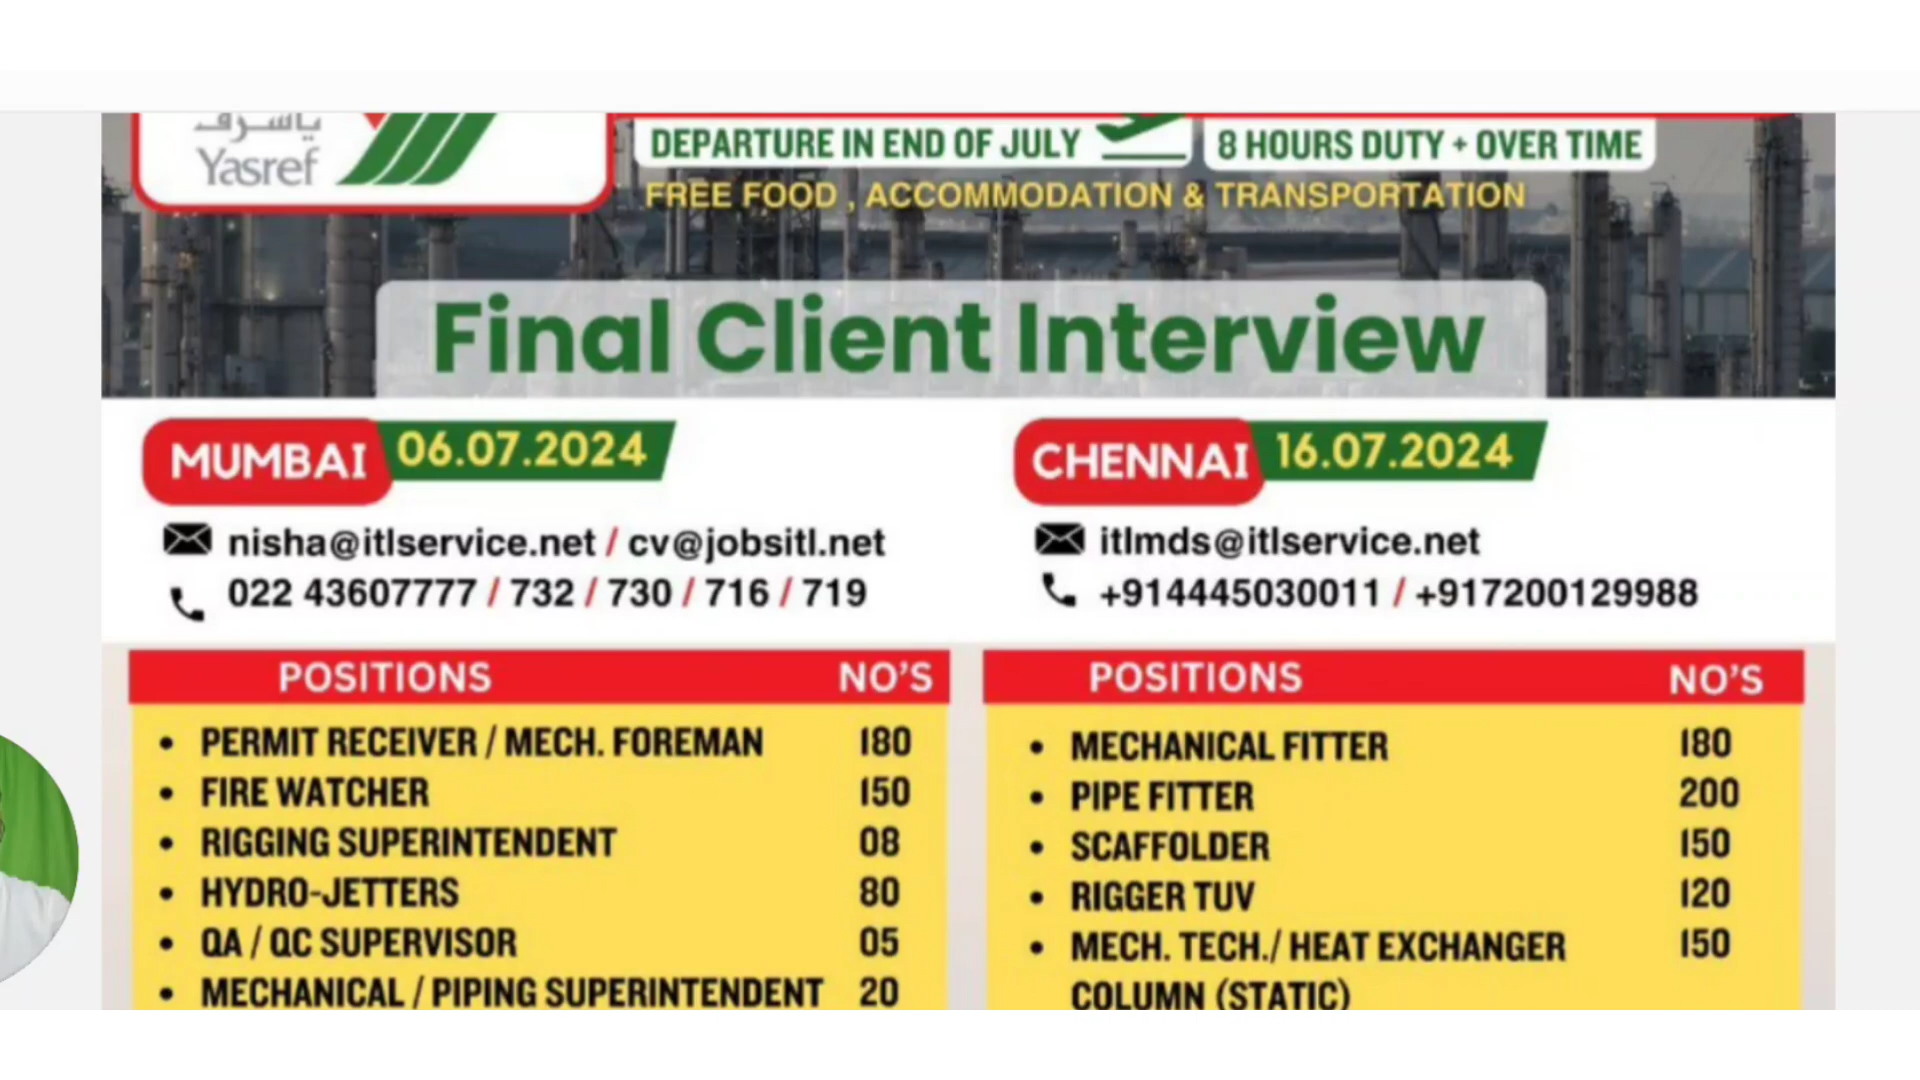 ياسرف
Yasref
DEPARTURE IN END OF JULY
8 HOURS DUTY + OVER TIME
FREE FOOD , ACCOMMODATION & TRANSPORTATION
Final Client Interview
MUMBAI 06.07.2024
nisha@itlservice.net / cv@jobsitl.net
022 43607777 / 732 / 730 / 716 / 719
CHENNAI 16.07.2024
itlmds@itlservice.net
+914445030011 / +917200129988
POSITIONS NO'S
• PERMIT RECEIVER / MECH. FOREMAN 180
• FIRE WATCHER 150
• RIGGING SUPERINTENDENT 08
• HYDRO-JETTERS 80
• QA / QC SUPERVISOR 05
• MECHANICAL / PIPING SUPERINTENDENT 20
POSITIONS NO'S
• MECHANICAL FITTER 180
• PIPE FITTER 200
• SCAFFOLDER 150
• RIGGER TUV 120
• MECH. TECH./ HEAT EXCHANGER 150
COLUMN (STATIC)